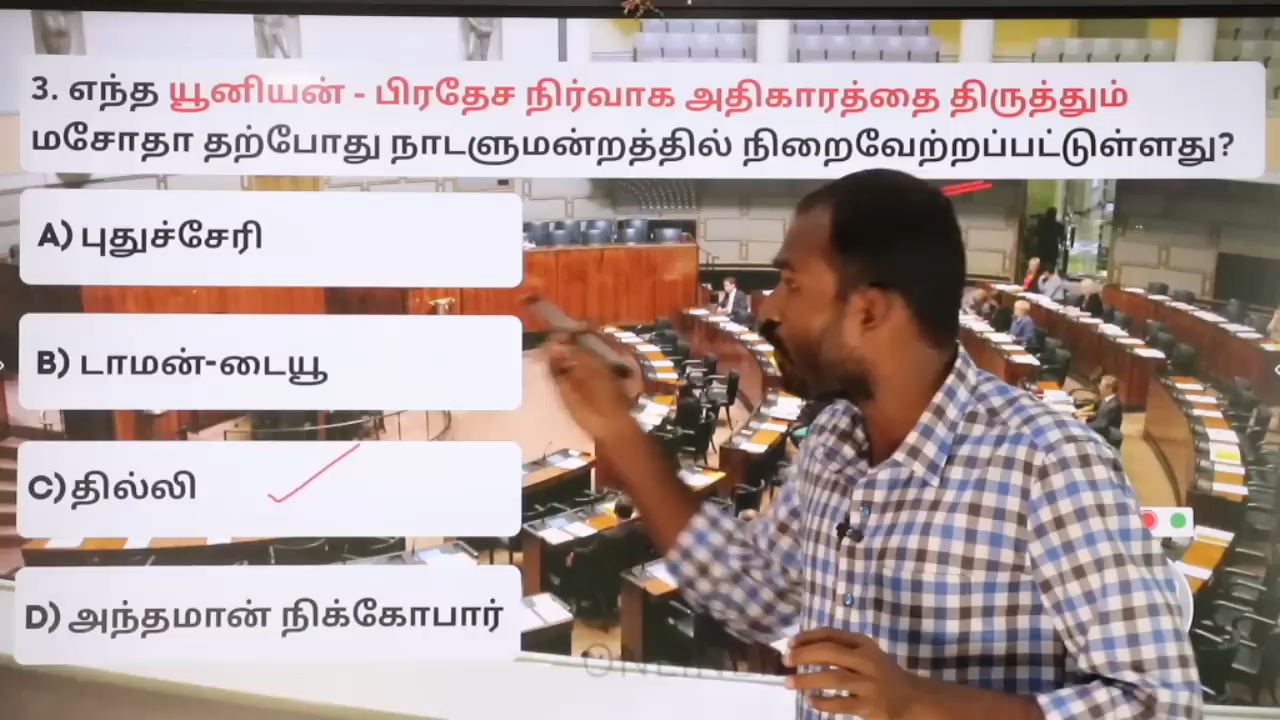 3. எந்த யூனியன் - பிரதேச நிர்வாக அதிகாரத்தை திருத்தும்
மசோதா தற்போது நாடளுமன்றத்தில் நிறைவேற்றப்பட்டுள்ளது?
A) புதுச்சேரி
B) டாமன்-டையூ
C) தில்லி
D) அந்தமான் நிக்கோபார்